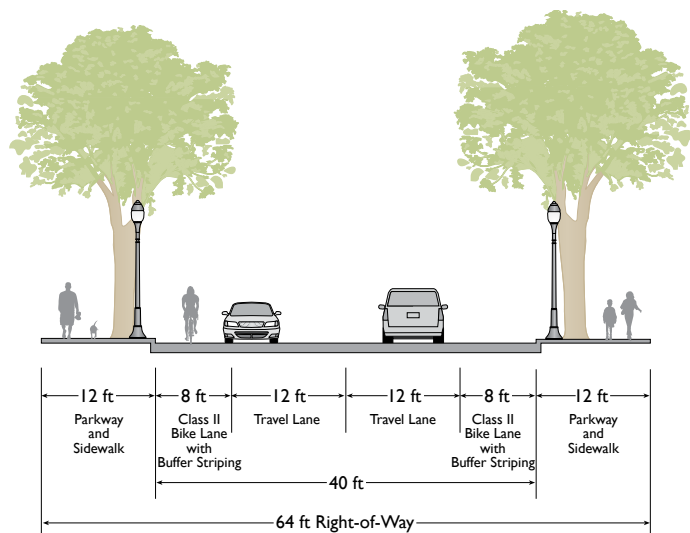 12 ft
8 ft
12 ft
12 ft
8 ft
12 ft
Parkway
and
Sidewalk
Class II
Bike Lane
with
Buffer Striping
Travel Lane
Travel Lane
Class II
Bike Lane
with
Buffer Striping
Parkway
and
Sidewalk
40 ft
64 ft Right-of-Way